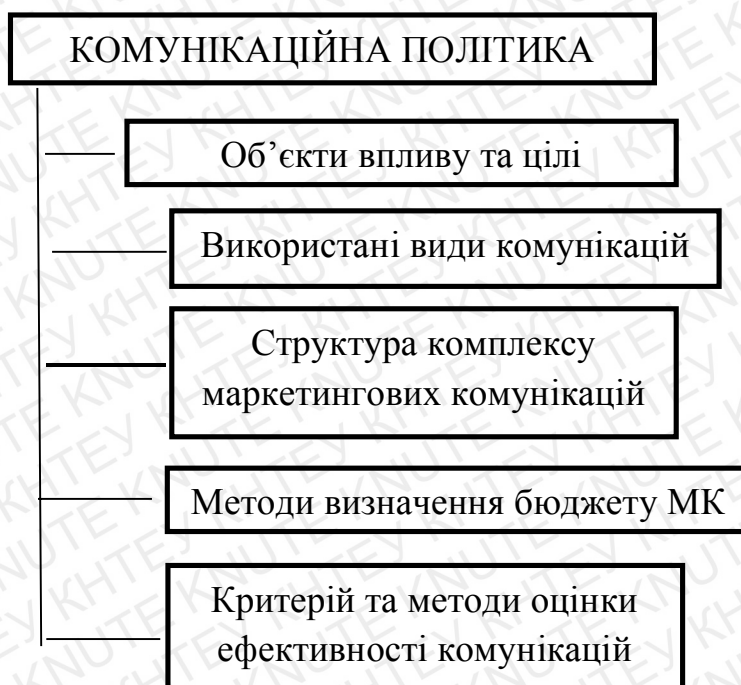 КОМУНІКАЦІЙНА ПОЛІТИКА
Об’єкти впливу та цілі
Використані види комунікацій
Структура комплексу
маркетингових комунікацій
Методи визначення бюджету МК
Критерій та методи оцінки
ефективності комунікацій